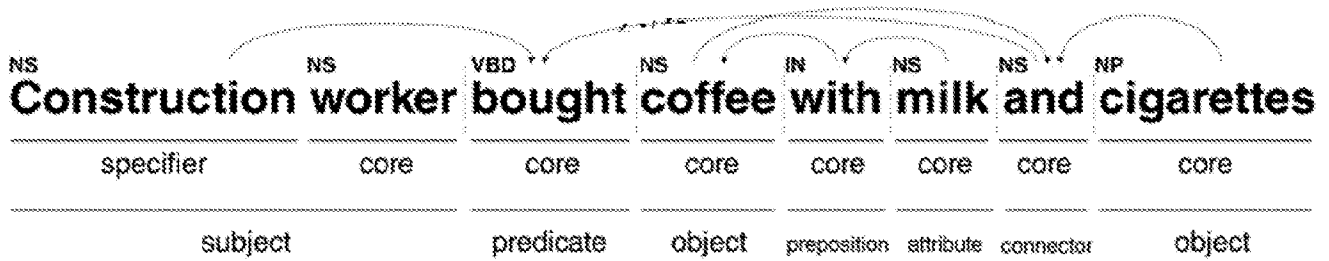 NS NS VBD NS IN NS NS NP
Construction worker bought coffee with milk and cigarettes
specifier core core core core core core core
subject predicate object preposition attribute connector object